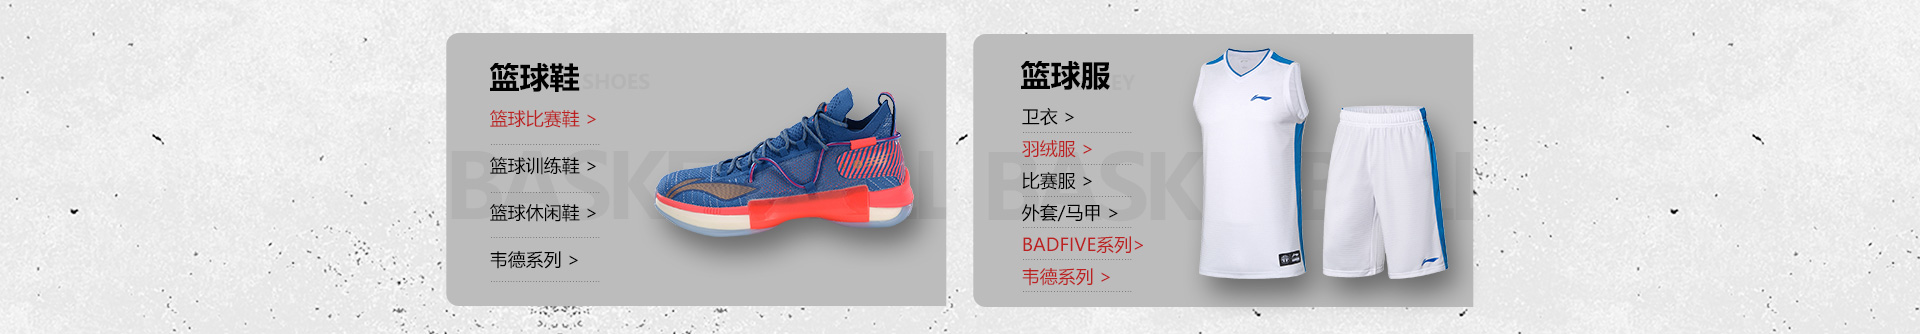 篮球鞋 SHOES
篮球比赛鞋 >
篮球训练鞋 >
篮球休闲鞋 >
韦德系列 >
篮球服
卫衣 >
羽绒服 >
比赛服 >
外套/马甲 >
BADFIVE系列>
韦德系列 >